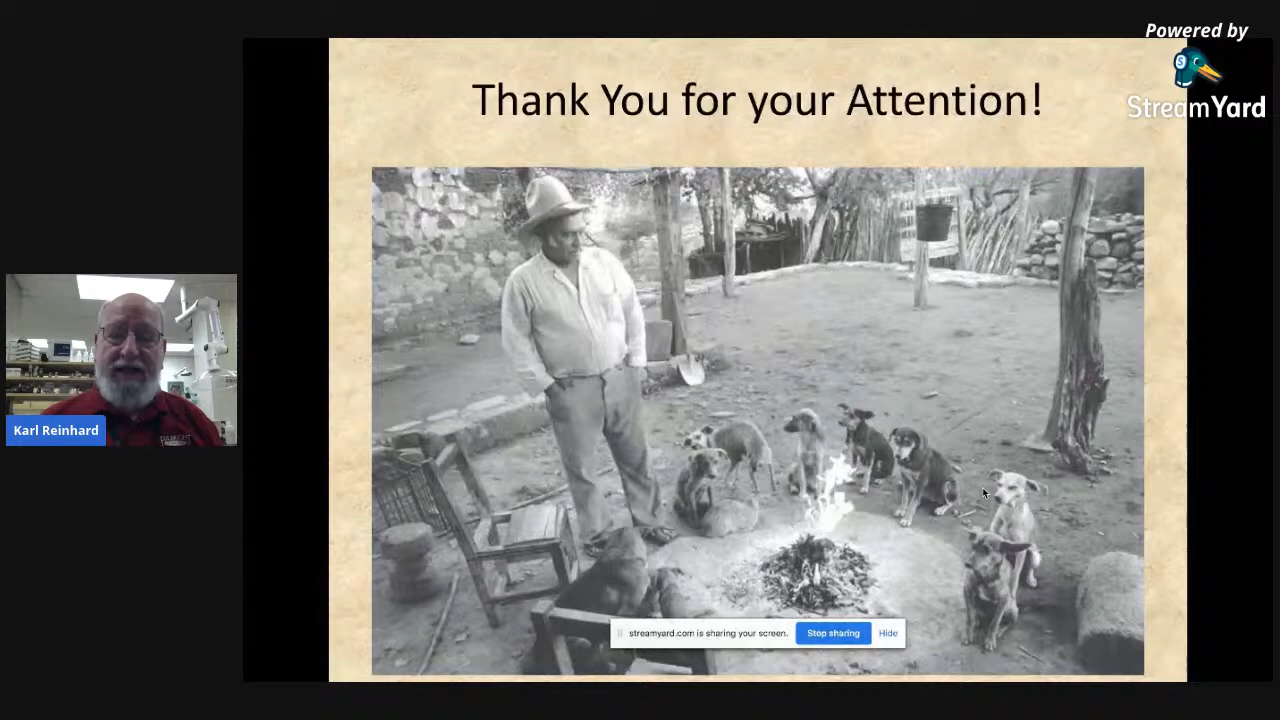 Powered by
StreamYard
Thank You for your Attention!
Karl Reinhard
streamyard.com is sharing your screen.
Stop sharing
Hide